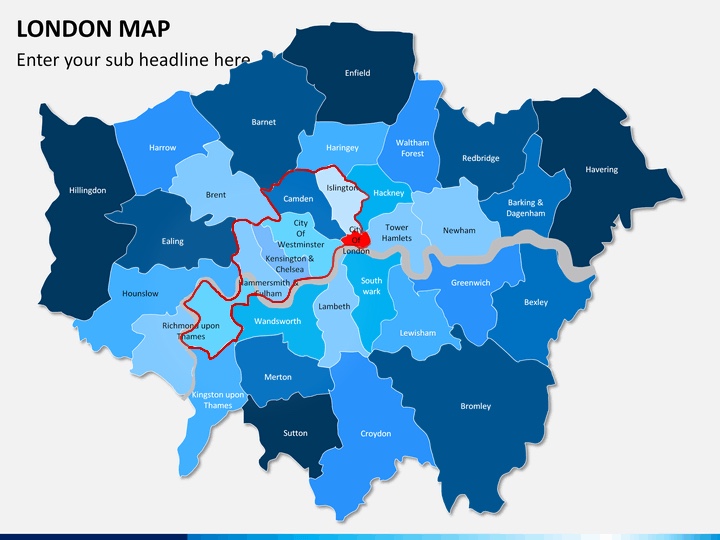 LONDON MAP
Enter your sub headline here
Enfield
Barnet
Harrow
Haringey
Waltham
Forest
Redbridge
Havering
Hillingdon
Brent
Camden
Islington
Hackney
Barking &
Dagenham
Ealing
City
Of
Westminster
City
Of
London
Tower
Hamlets
Newham
Kensington &
Chelsea
Hounslow
Hammersmith &
Fulham
South
wark
Greenwich
Bexley
Richmond upon
Thames
Wandsworth
Lambeth
Lewisham
Merton
Kingston upon
Thames
Sutton
Croydon
Bromley